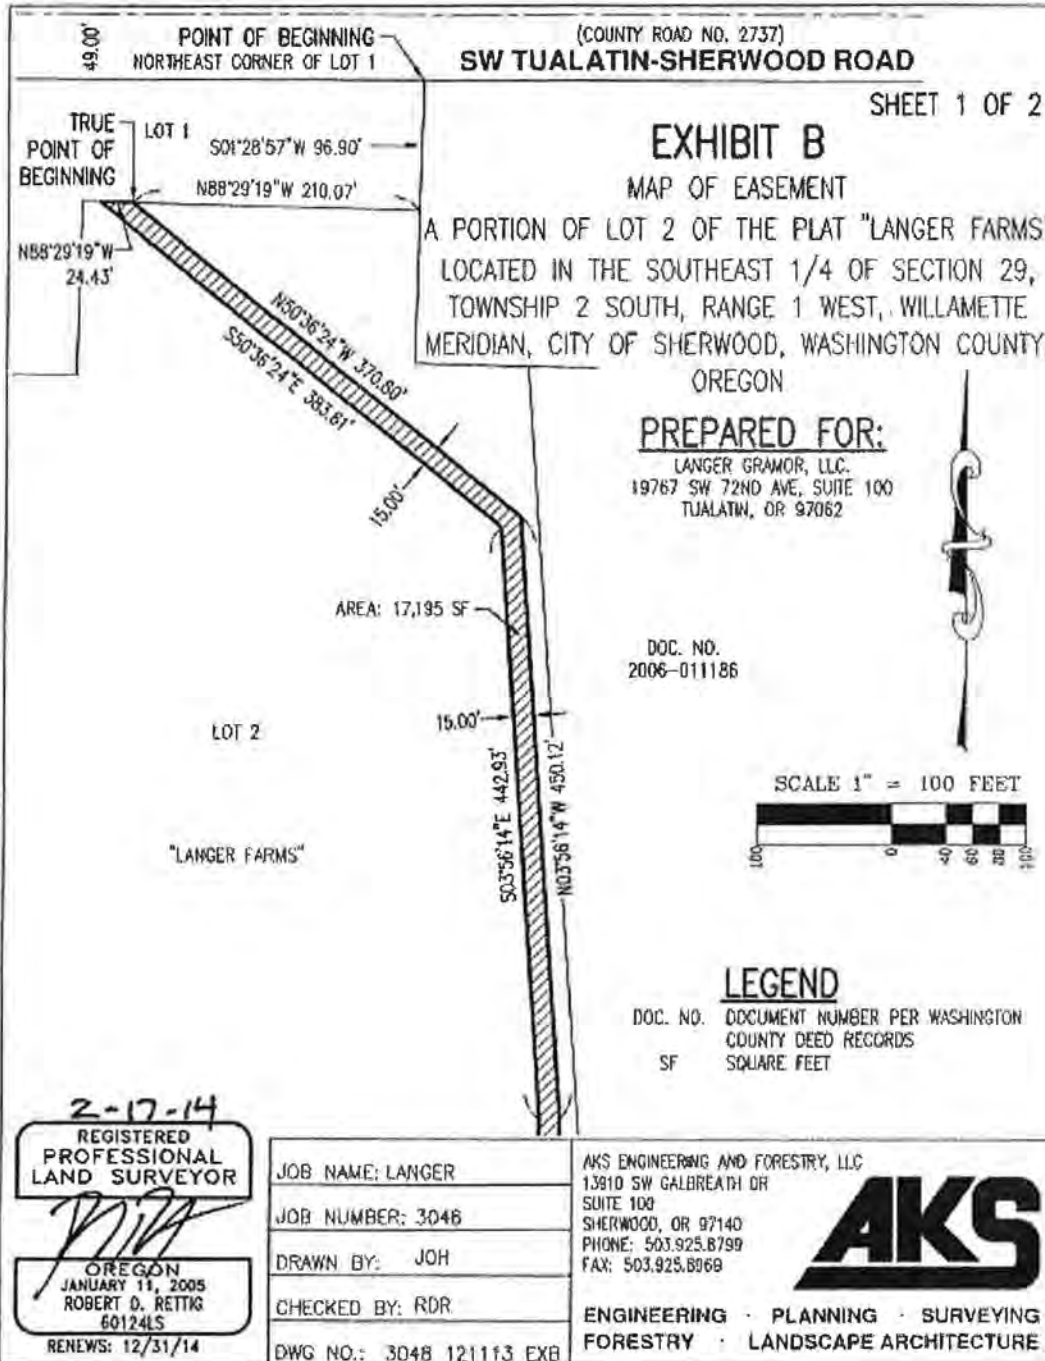 49.00'
POINT OF BEGINNING
NORTHEAST CORNER OF LOT 1
(COUNTY ROAD NO. 2737)
SW TUALATIN-SHERWOOD ROAD
SHEET 1 OF 2
TRUE
POINT OF
BEGINNING
LOT 1
S01°28'57"W 96.90'
N88°29'19"W 210.07'
N88°29'19"W
24.43'
EXHIBIT B
MAP OF EASEMENT
A PORTION OF LOT 2 OF THE PLAT "LANGER FARMS"
LOCATED IN THE SOUTHEAST 1/4 OF SECTION 29,
TOWNSHIP 2 SOUTH, RANGE 1 WEST, WILLAMETTE
MERIDIAN, CITY OF SHERWOOD, WASHINGTON COUNTY
OREGON
N50°36'24"W 370.80'
S50°36'24"E 383.61'
15.00'
PREPARED FOR:
LANGER GRAMOR, LLC.
19767 SW 72ND AVE, SUITE 100
TUALATIN, OR 97062
AREA: 17,195 SF
DOC. NO.
2006-011186
LOT 2
15.00'
S03°56'14"E 442.93'
N03°56'14"W 450.12'
"LANGER FARMS"
SCALE 1" = 100 FEET
100 0 40 60 80 100
LEGEND
DOC. NO. DOCUMENT NUMBER PER WASHINGTON
COUNTY DEED RECORDS
SF SQUARE FEET
2-17-14
REGISTERED
PROFESSIONAL
LAND SURVEYOR
OREGON
JANUARY 11, 2005
ROBERT D. RETTIG
60124LS
RENEWS: 12/31/14
JOB NAME: LANGER
JOB NUMBER: 3048
DRAWN BY: JOH
CHECKED BY: RDR
DWG NO.: 3048 121113 EXB
AKS ENGINEERING AND FORESTRY, LLC
13910 SW GALBREATH DR
SUITE 100
SHERWOOD, OR 97140
PHONE: 503.925.8799
FAX: 503.925.8969
AKS
ENGINEERING · PLANNING · SURVEYING
FORESTRY · LANDSCAPE ARCHITECTURE